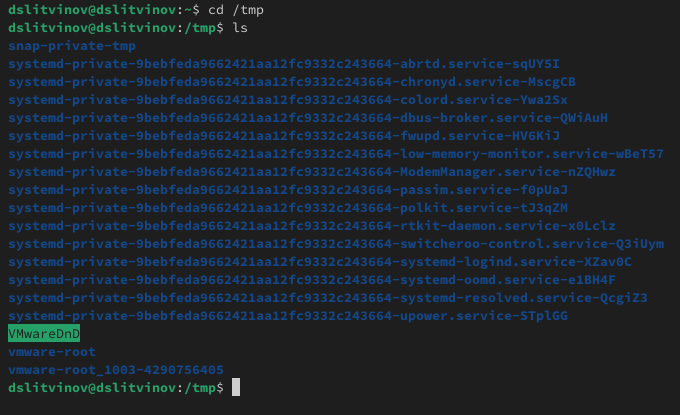 dslitvinov@dslitvinov:~$ cd /tmp
dslitvinov@dslitvinov:/tmp$ ls
snap-private-tmp
systemd-private-9bebfeda9662421aa12fc9332c243664-abrtd.service-sqUY5I
systemd-private-9bebfeda9662421aa12fc9332c243664-chronyd.service-MscgCB
systemd-private-9bebfeda9662421aa12fc9332c243664-colord.service-Ywa2Sx
systemd-private-9bebfeda9662421aa12fc9332c243664-dbus-broker.service-QWiAuH
systemd-private-9bebfeda9662421aa12fc9332c243664-fwupd.service-HV6KiJ
systemd-private-9bebfeda9662421aa12fc9332c243664-low-memory-monitor.service-wBeT57
systemd-private-9bebfeda9662421aa12fc9332c243664-ModemManager.service-nZQHwz
systemd-private-9bebfeda9662421aa12fc9332c243664-passim.service-f0pUaJ
systemd-private-9bebfeda9662421aa12fc9332c243664-polkit.service-tJ3qZM
systemd-private-9bebfeda9662421aa12fc9332c243664-rtkit-daemon.service-x0Lclz
systemd-private-9bebfeda9662421aa12fc9332c243664-switcheroo-control.service-Q3iUym
systemd-private-9bebfeda9662421aa12fc9332c243664-systemd-logind.service-XZav0C
systemd-private-9bebfeda9662421aa12fc9332c243664-systemd-oomd.service-e1BH4F
systemd-private-9bebfeda9662421aa12fc9332c243664-systemd-resolved.service-QcgiZ3
systemd-private-9bebfeda9662421aa12fc9332c243664-upower.service-STplGG
VMwareDnD
vmware-root
vmware-root_1003-4290756405
dslitvinov@dslitvinov:/tmp$